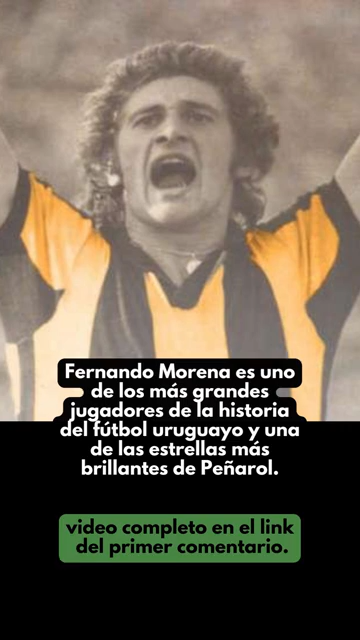 Fernando Morena es uno
de los más grandes
jugadores de la historia
del fútbol uruguayo y una
de las estrellas más
brillantes de Peñarol.
video completo en el link
del primer comentario.